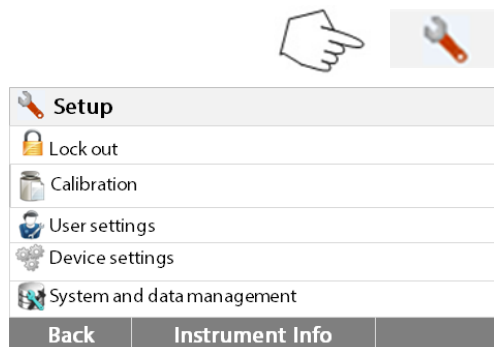 Setup
Lock out
Calibration
User settings
Device settings
System and data management
Back Instrument Info